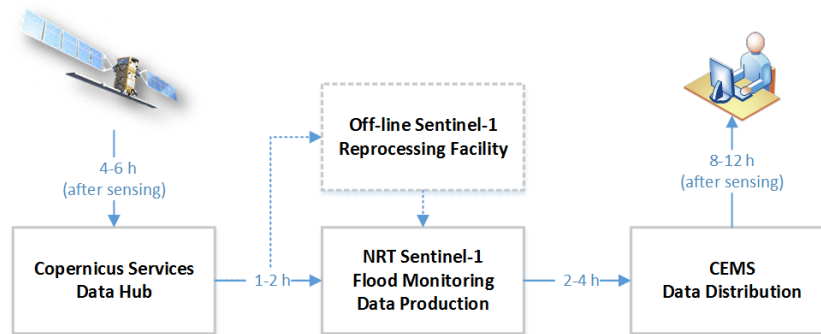 Off-line Sentinel-1
Reprocessing Facility
4-6 h
(after sensing)
8-12 h
(after sensing)
Copernicus Services
Data Hub
1-2 h
NRT Sentinel-1
Flood Monitoring
Data Production
2-4 h
CEMS
Data Distribution